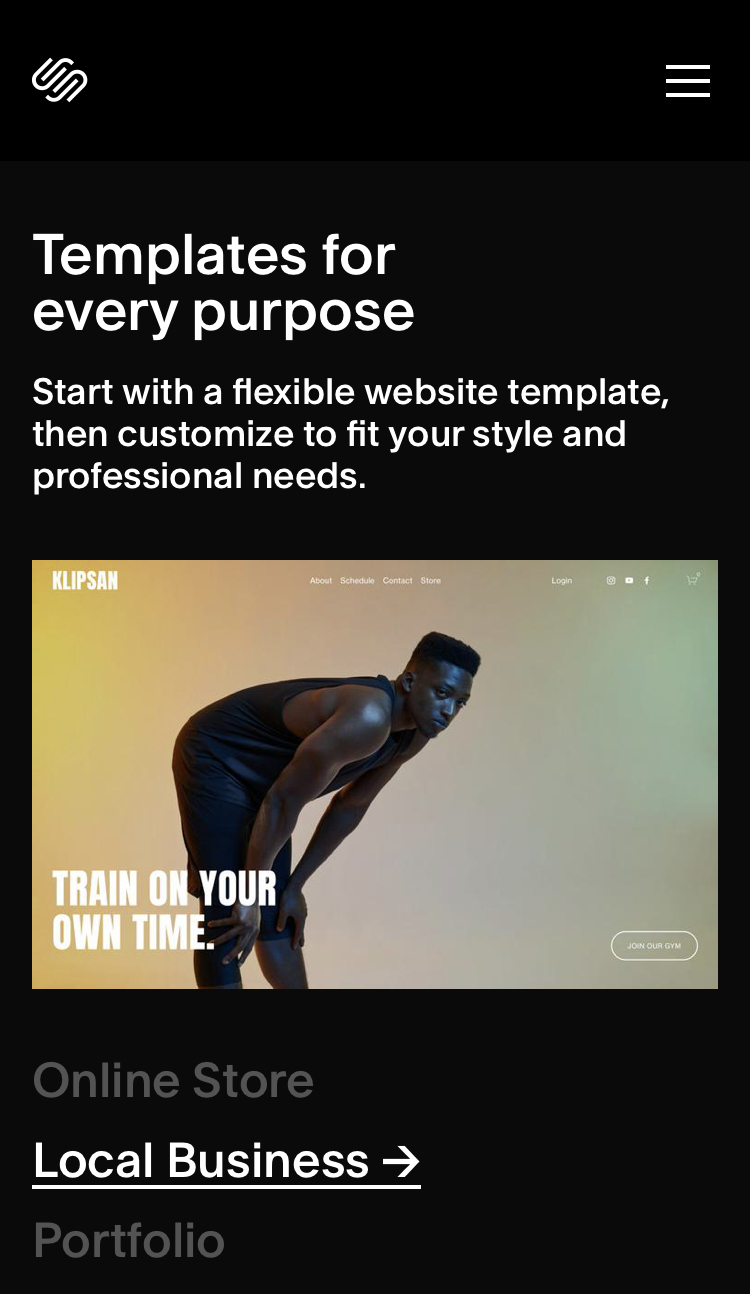 Templates for
every purpose
Start with a flexible website template,
then customize to fit your style and
professional needs.
KLIPSAN
About Schedule Contact Store Login 0
TRAIN ON YOUR
OWN TIME.
JOIN OUR GYM
Online Store
Local Business →
Portfolio